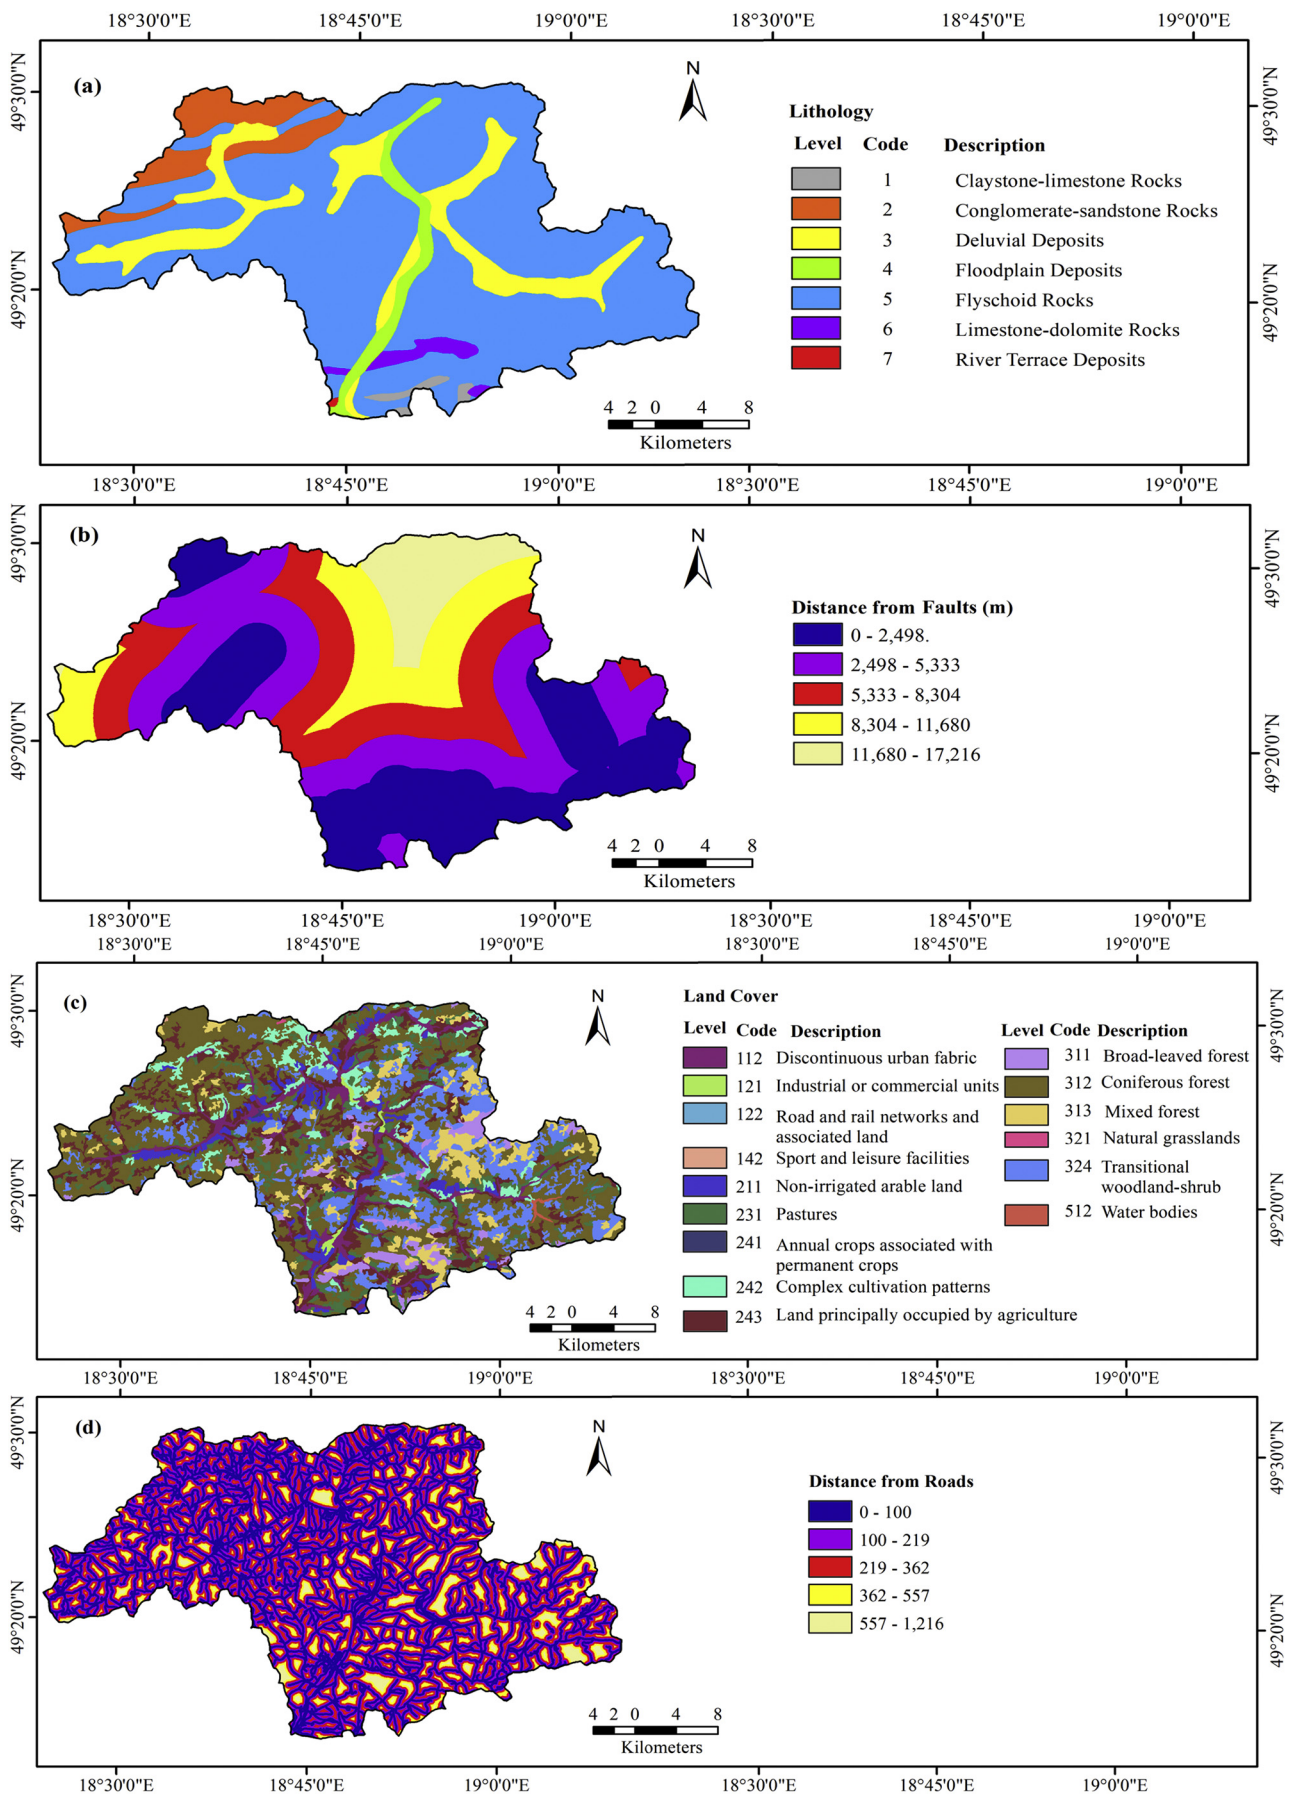 18°30'0"E 18°45'0"E 19°0'0"E 18°30'0"E 18°45'0"E 19°0'0"E
(a)
N
49°30'0"N
49°20'0"N
49°30'0"N
49°20'0"N
Lithology
Level Code Description
1 Claystone-limestone Rocks
2 Conglomerate-sandstone Rocks
3 Deluvial Deposits
4 Floodplain Deposits
5 Flyschoid Rocks
6 Limestone-dolomite Rocks
7 River Terrace Deposits
4 2 0 4 8
Kilometers
18°30'0"E 18°45'0"E 19°0'0"E 18°30'0"E 18°45'0"E 19°0'0"E
(b)
N
49°30'0"N
49°20'0"N
49°30'0"N
49°20'0"N
Distance from Faults (m)
0 - 2,498.
2,498 - 5,333
5,333 - 8,304
8,304 - 11,680
11,680 - 17,216
4 2 0 4 8
Kilometers
18°30'0"E 18°45'0"E 19°0'0"E 18°30'0"E 18°45'0"E 19°0'0"E
18°30'0"E 18°45'0"E 19°0'0"E 18°30'0"E 18°45'0"E 19°0'0"E
(c)
N
49°30'0"N
49°20'0"N
49°30'0"N
49°20'0"N
Land Cover
Level Code Description
112 Discontinuous urban fabric
121 Industrial or commercial units
122 Road and rail networks and
associated land
142 Sport and leisure facilities
211 Non-irrigated arable land
231 Pastures
241 Annual crops associated with
permanent crops
242 Complex cultivation patterns
243 Land principally occupied by agriculture
Level Code Description
311 Broad-leaved forest
312 Coniferous forest
313 Mixed forest
321 Natural grasslands
324 Transitional
woodland-shrub
512 Water bodies
4 2 0 4 8
Kilometers
18°30'0"E 18°45'0"E 19°0'0"E 18°30'0"E 18°45'0"E 19°0'0"E
(d)
N
49°30'0"N
49°20'0"N
49°30'0"N
49°20'0"N
Distance from Roads
0 - 100
100 - 219
219 - 362
362 - 557
557 - 1,216
4 2 0 4 8
Kilometers
18°30'0"E 18°45'0"E 19°0'0"E 18°30'0"E 18°45'0"E 19°0'0"E